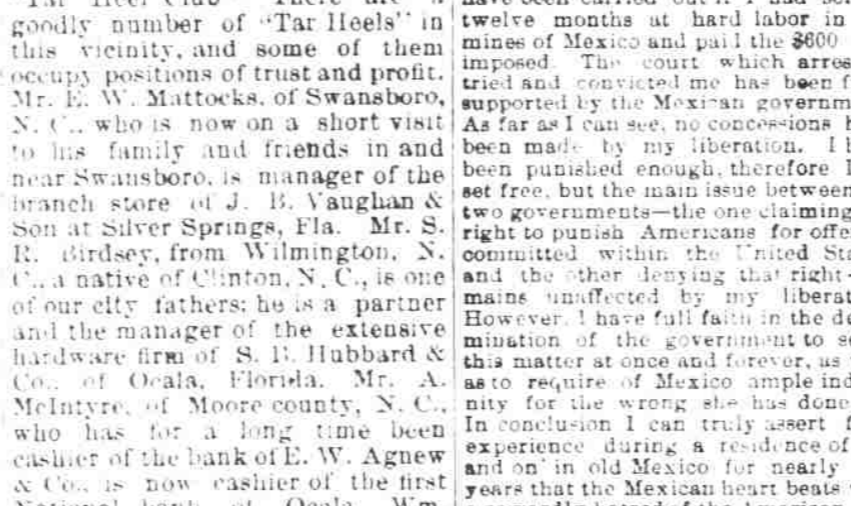 goodly number of "Tar Heels" in
this vicinity, and some of them
occupy positions of trust and profit.
Mr. E. W. Mattocks, of Swansboro,
N. C., who is now on a short visit
to his family and friends in and
near Swansboro, is manager of the
branch store of J. B. Vaughan &
Son at Silver Springs, Fla. Mr. S.
R. Birdsey, from Wilmington, N.
C., a native of Clinton, N. C., is one
of our city fathers; he is a partner
and the manager of the extensive
hardware firm of S. E. Hubbard &
Co., of Ocala, Florida. Mr. A.
McIntyre, of Moore county, N. C.,
who has for a long time been
cashier of the bank of E. W. Agnew
& Co., is now cashier of the first
twelve months at hard labor in
mines of Mexico and paid the $600
imposed. The court which arres
tried and convicted me has been f
supported by the Mexican governm
As far as I can see, no concessions h
been made by my liberation. I h
been punished enough, therefore I
set free, but the main issue between
two governments—the one claiming
right to punish Americans for offe
committed within the United Sta
and the other denying that right
mains unaffected by my liberat
However, I have full faith in the de
mination of the government to se
this matter at once and forever, as
as to require of Mexico ample ind
nity for the wrong she has done
In conclusion I can truly assert f
experience during a residence of
and on in old Mexico for nearly
years that the Mexican heart beats